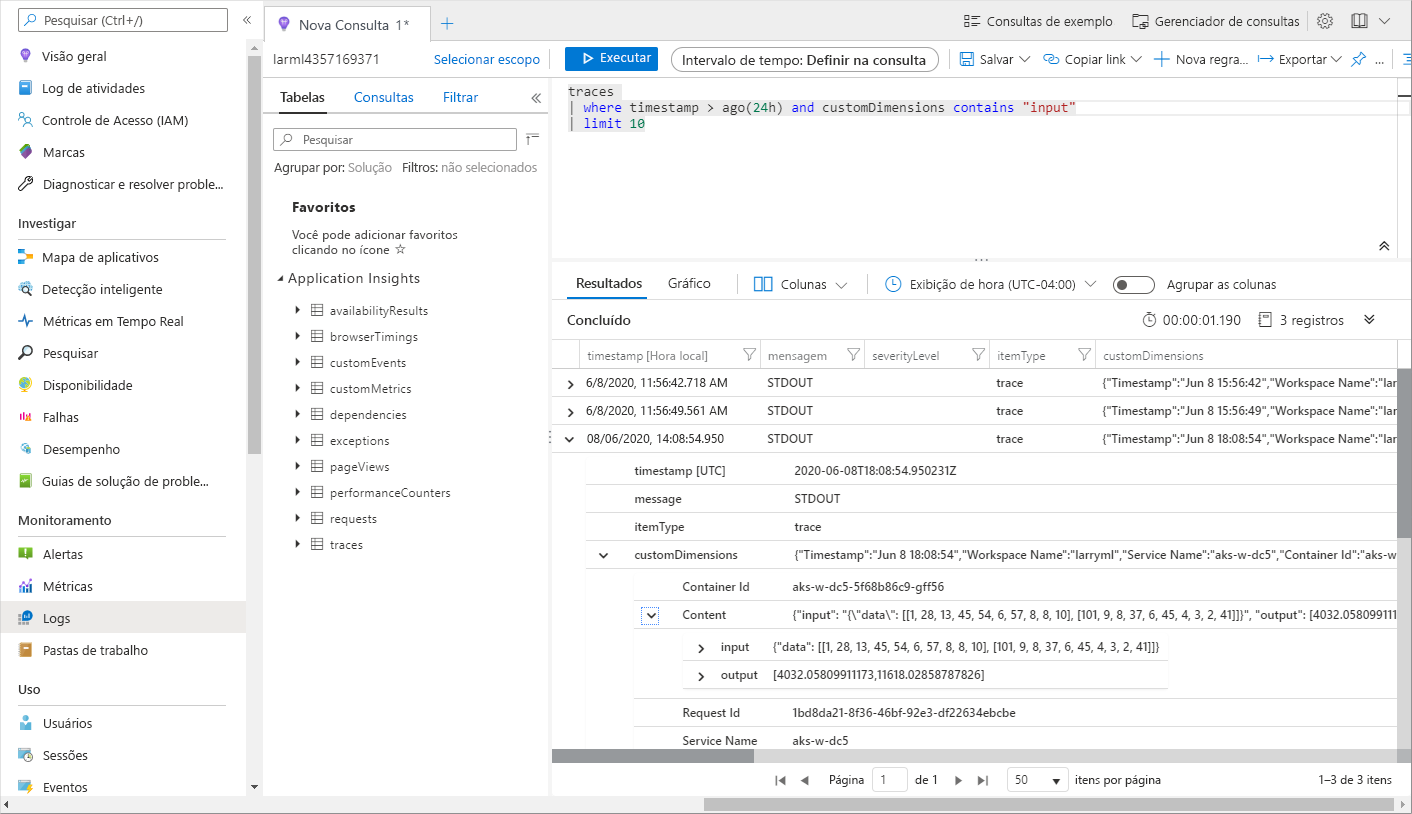 Pesquisar (Ctrl+/)
Visão geral
Log de atividades
Controle de Acesso (IAM)
Marcas
Diagnosticar e resolver proble...
Investigar
Mapa de aplicativos
Detecção inteligente
Métricas em Tempo Real
Pesquisar
Disponibilidade
Falhas
Desempenho
Guias de solução de proble...
Monitoramento
Alertas
Métricas
Logs
Pastas de trabalho
Uso
Usuários
Sessões
Eventos
Nova Consulta 1*
Consultas de exemplo
Gerenciador de consultas
larml4357169371
Selecionar escopo
Executar
Intervalo de tempo: Definir na consulta
Salvar
Copiar link
Nova regra...
Exportar
...
Tabelas
Consultas
Filtrar
Pesquisar
Agrupar por: Solução Filtros: não selecionados
Favoritos
Você pode adicionar favoritos
clicando no ícone ☆
Application Insights
availabilityResults
browserTimings
customEvents
customMetrics
dependencies
exceptions
pageViews
performanceCounters
requests
traces
traces
| where timestamp > ago(24h) and customDimensions contains "input"
| limit 10
Resultados
Gráfico
Colunas
Exibição de hora (UTC-04:00)
Agrupar as colunas
Concluído
00:00:01.190
3 registros
timestamp [Hora local] mensagem severityLevel itemType customDimensions
6/8/2020, 11:56:42.718 AM STDOUT trace {"Timestamp":"Jun 8 15:56:42","Workspace Name":"lar
6/8/2020, 11:56:49.561 AM STDOUT trace {"Timestamp":"Jun 8 15:56:49","Workspace Name":"lar
08/06/2020, 14:08:54.950 STDOUT trace {"Timestamp":"Jun 8 18:08:54","Workspace Name":"lar
timestamp [UTC] 2020-06-08T18:08:54.950231Z
message STDOUT
itemType trace
customDimensions {"Timestamp":"Jun 8 18:08:54","Workspace Name":"larryml","Service Name":"aks-w-dc5","Container Id":"aks-w
Container Id aks-w-dc5-5f68b86c9-gff56
Content {"input": "{\"data\": [[1, 28, 13, 45, 54, 6, 57, 8, 8, 10], [101, 9, 8, 37, 6, 45, 4, 3, 2, 41]]}", "output": [4032.058099111
input {"data": [[1, 28, 13, 45, 54, 6, 57, 8, 8, 10], [101, 9, 8, 37, 6, 45, 4, 3, 2, 41]]}
output [4032.05809911173,11618.02858787826]
Request Id 1bd8da21-8f36-46bf-92e3-df22634ebcbe
Service Name aks-w-dc5
Página 1 de 1
50 itens por página
1–3 de 3 itens